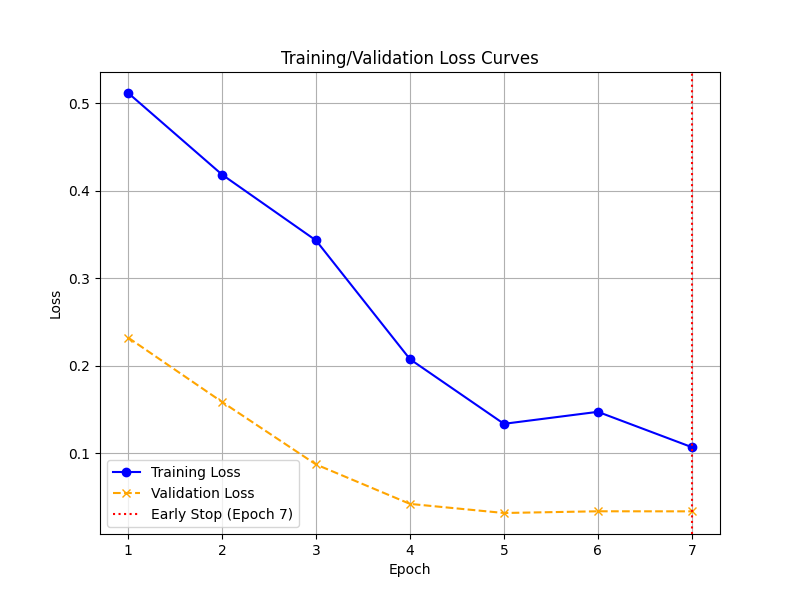 Training/Validation Loss Curves
0.5
0.4
0.3
0.2
0.1
Loss
Training Loss
Validation Loss
Early Stop (Epoch 7)
1 2 3 4 5 6 7
Epoch